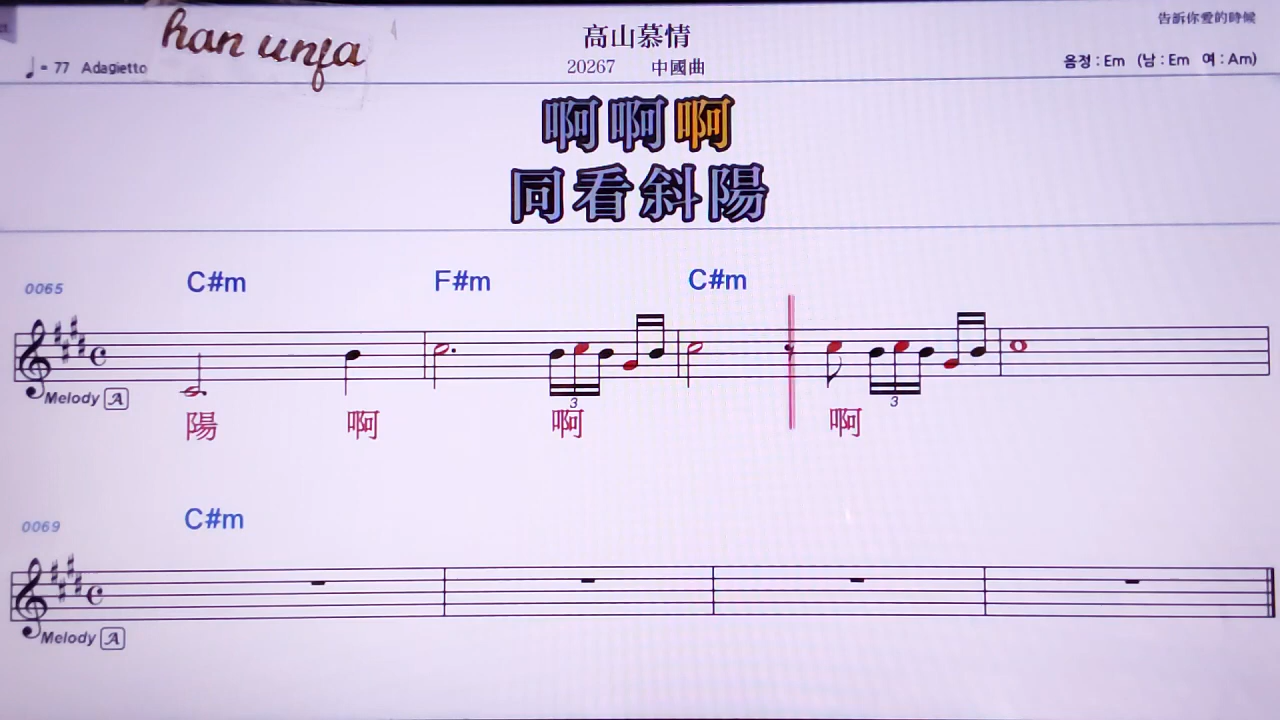 han unja
高山慕情
告訴你愛的時候
♩= 77 Adagietto
20267 中國曲
음정 : Em (남 : Em 여 : Am)
啊啊啊
同看斜陽
0065 C#m F#m C#m
3 3
Melody A
陽 啊 啊 啊
0069 C#m
Melody A